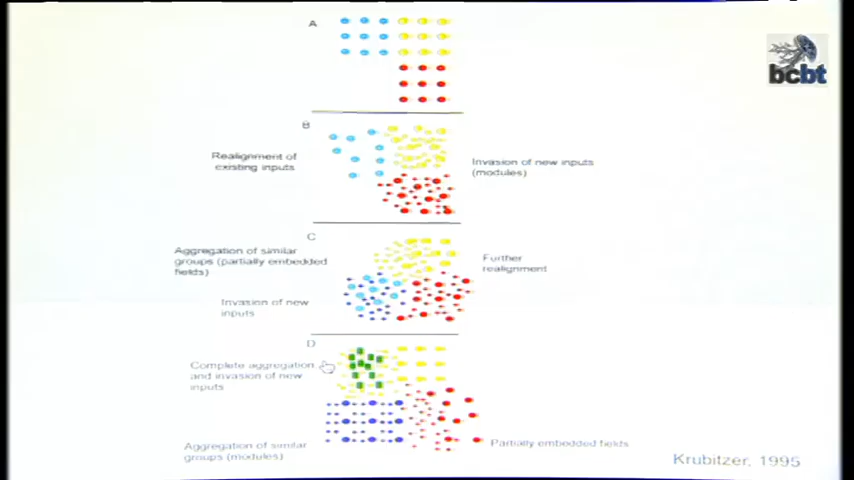 A
bcbt
B
Realignment of
existing inputs
Invasion of new inputs
(modules)
C
Aggregation of similar
groups (partially embedded
fields)
Further
realignment
Invasion of new
inputs
D
Complete aggregation
and invasion of new
inputs
Aggregation of similar
groups (modules)
Partially embedded fields
Krubitzer, 1995